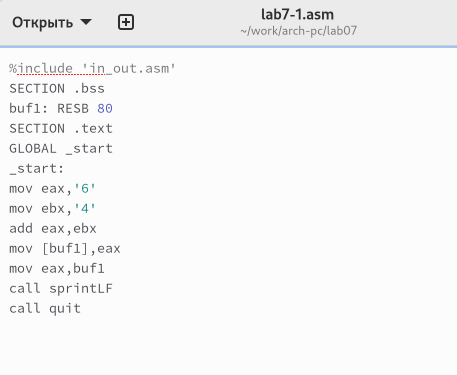 Открыть
lab7-1.asm
~/work/arch-pc/lab07
%include 'in_out.asm'
SECTION .bss
buf1: RESB 80
SECTION .text
GLOBAL _start
_start:
mov eax,'6'
mov ebx,'4'
add eax,ebx
mov [buf1],eax
mov eax,buf1
call sprintLF
call quit